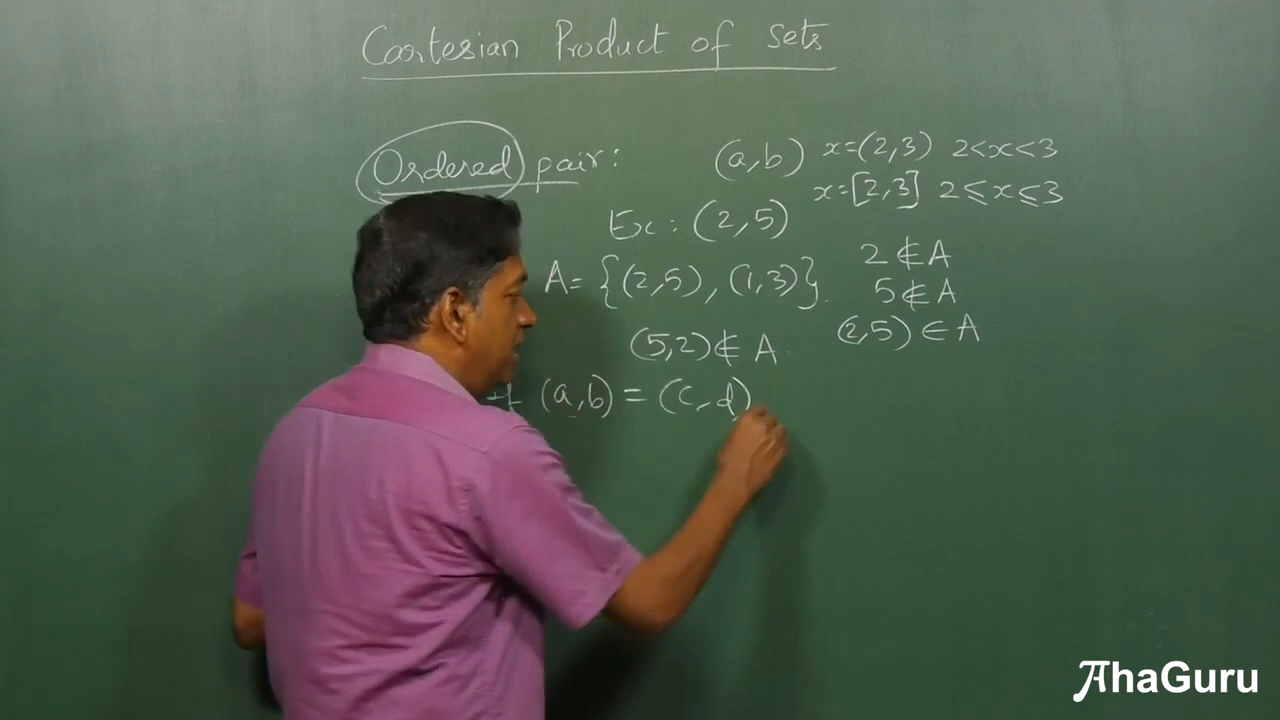 Cartesian Product of Sets
Ordered pair: (a,b) x=(2,3) 2<x<3
x=[2,3] 2≤x≤3
Ex: (2,5)
A={(2,5),(1,3)}. 2∉A
5∉A
(5,2)∉A. (2,5)∈A
(a,b)=(c,d)
AhaGuru